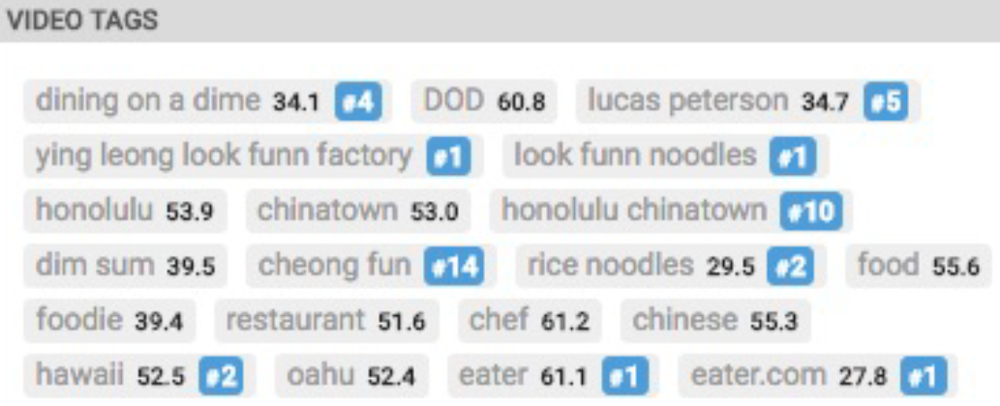 VIDEO TAGS
dining on a dime 34.1 #4 DOD 60.8 lucas peterson 34.7 #5
ying leong look funn factory #1 look funn noodles #1
honolulu 53.9 chinatown 53.0 honolulu chinatown #10
dim sum 39.5 cheong fun #14 rice noodles 29.5 #2 food 55.6
foodie 39.4 restaurant 51.6 chef 61.2 chinese 55.3
hawaii 52.5 #2 oahu 52.4 eater 61.1 #1 eater.com 27.8 #1